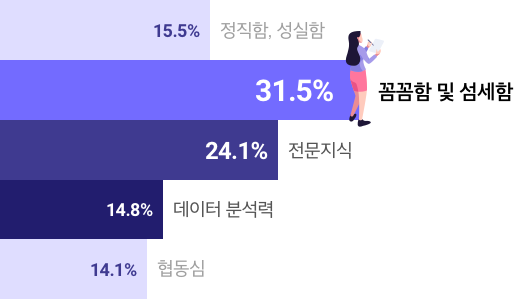 15.5% 정직함, 성실함
31.5% 꼼꼼함 및 섬세함
24.1% 전문지식
14.8% 데이터 분석력
14.1% 협동심